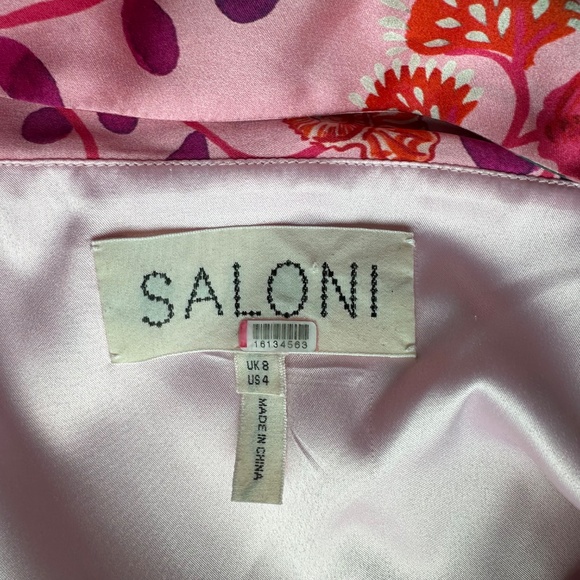 SALONI
16134563
UK 8
US 4
MADE IN CHINA